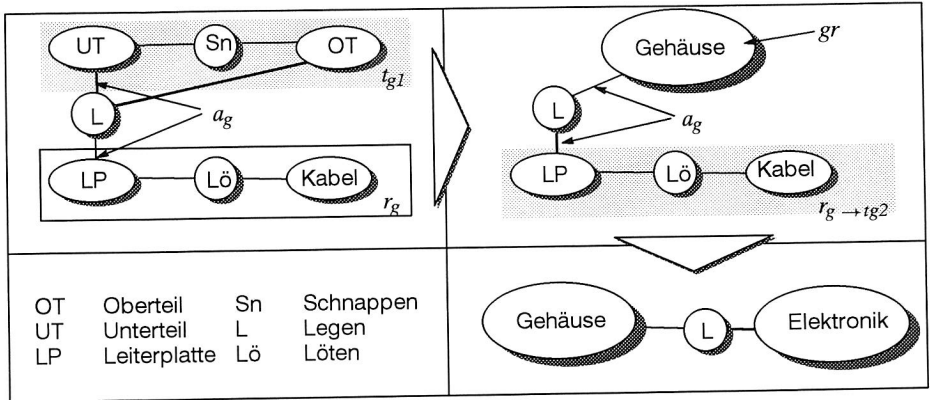 UT Sn OT
t_g1
L
a_g
LP Lö Kabel
r_g
Gehäuse gr
L
a_g
LP Lö Kabel
r_g → tg2
OT Oberteil Sn Schnappen
UT Unterteil L Legen
LP Leiterplatte Lö Löten
Gehäuse L Elektronik